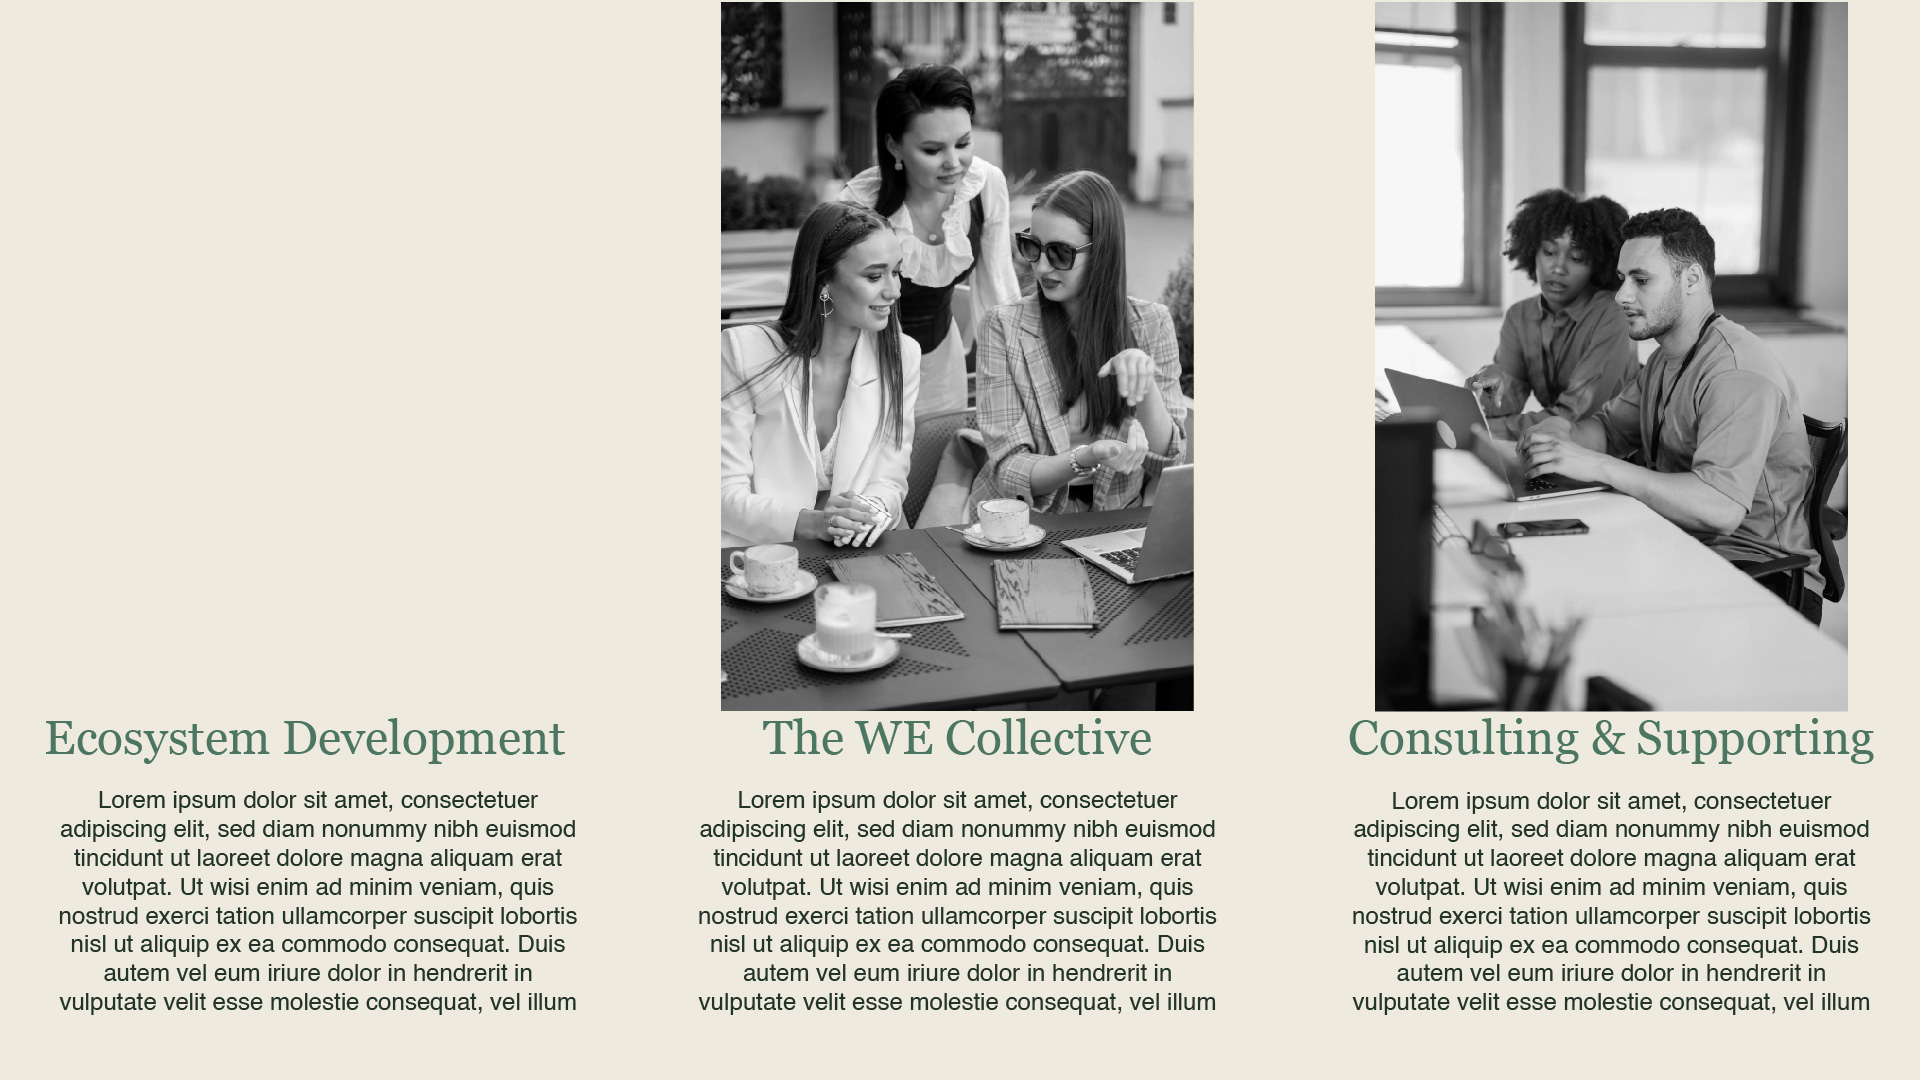 Ecosystem Development
Lorem ipsum dolor sit amet, consectetuer
adipiscing elit, sed diam nonummy nibh euismod
tincidunt ut laoreet dolore magna aliquam erat
volutpat. Ut wisi enim ad minim veniam, quis
nostrud exerci tation ullamcorper suscipit lobortis
nisl ut aliquip ex ea commodo consequat. Duis
autem vel eum iriure dolor in hendrerit in
vulputate velit esse molestie consequat, vel illum
The WE Collective
Lorem ipsum dolor sit amet, consectetuer
adipiscing elit, sed diam nonummy nibh euismod
tincidunt ut laoreet dolore magna aliquam erat
volutpat. Ut wisi enim ad minim veniam, quis
nostrud exerci tation ullamcorper suscipit lobortis
nisl ut aliquip ex ea commodo consequat. Duis
autem vel eum iriure dolor in hendrerit in
vulputate velit esse molestie consequat, vel illum
Consulting & Supporting
Lorem ipsum dolor sit amet, consectetuer
adipiscing elit, sed diam nonummy nibh euismod
tincidunt ut laoreet dolore magna aliquam erat
volutpat. Ut wisi enim ad minim veniam, quis
nostrud exerci tation ullamcorper suscipit lobortis
nisl ut aliquip ex ea commodo consequat. Duis
autem vel eum iriure dolor in hendrerit in
vulputate velit esse molestie consequat, vel illum